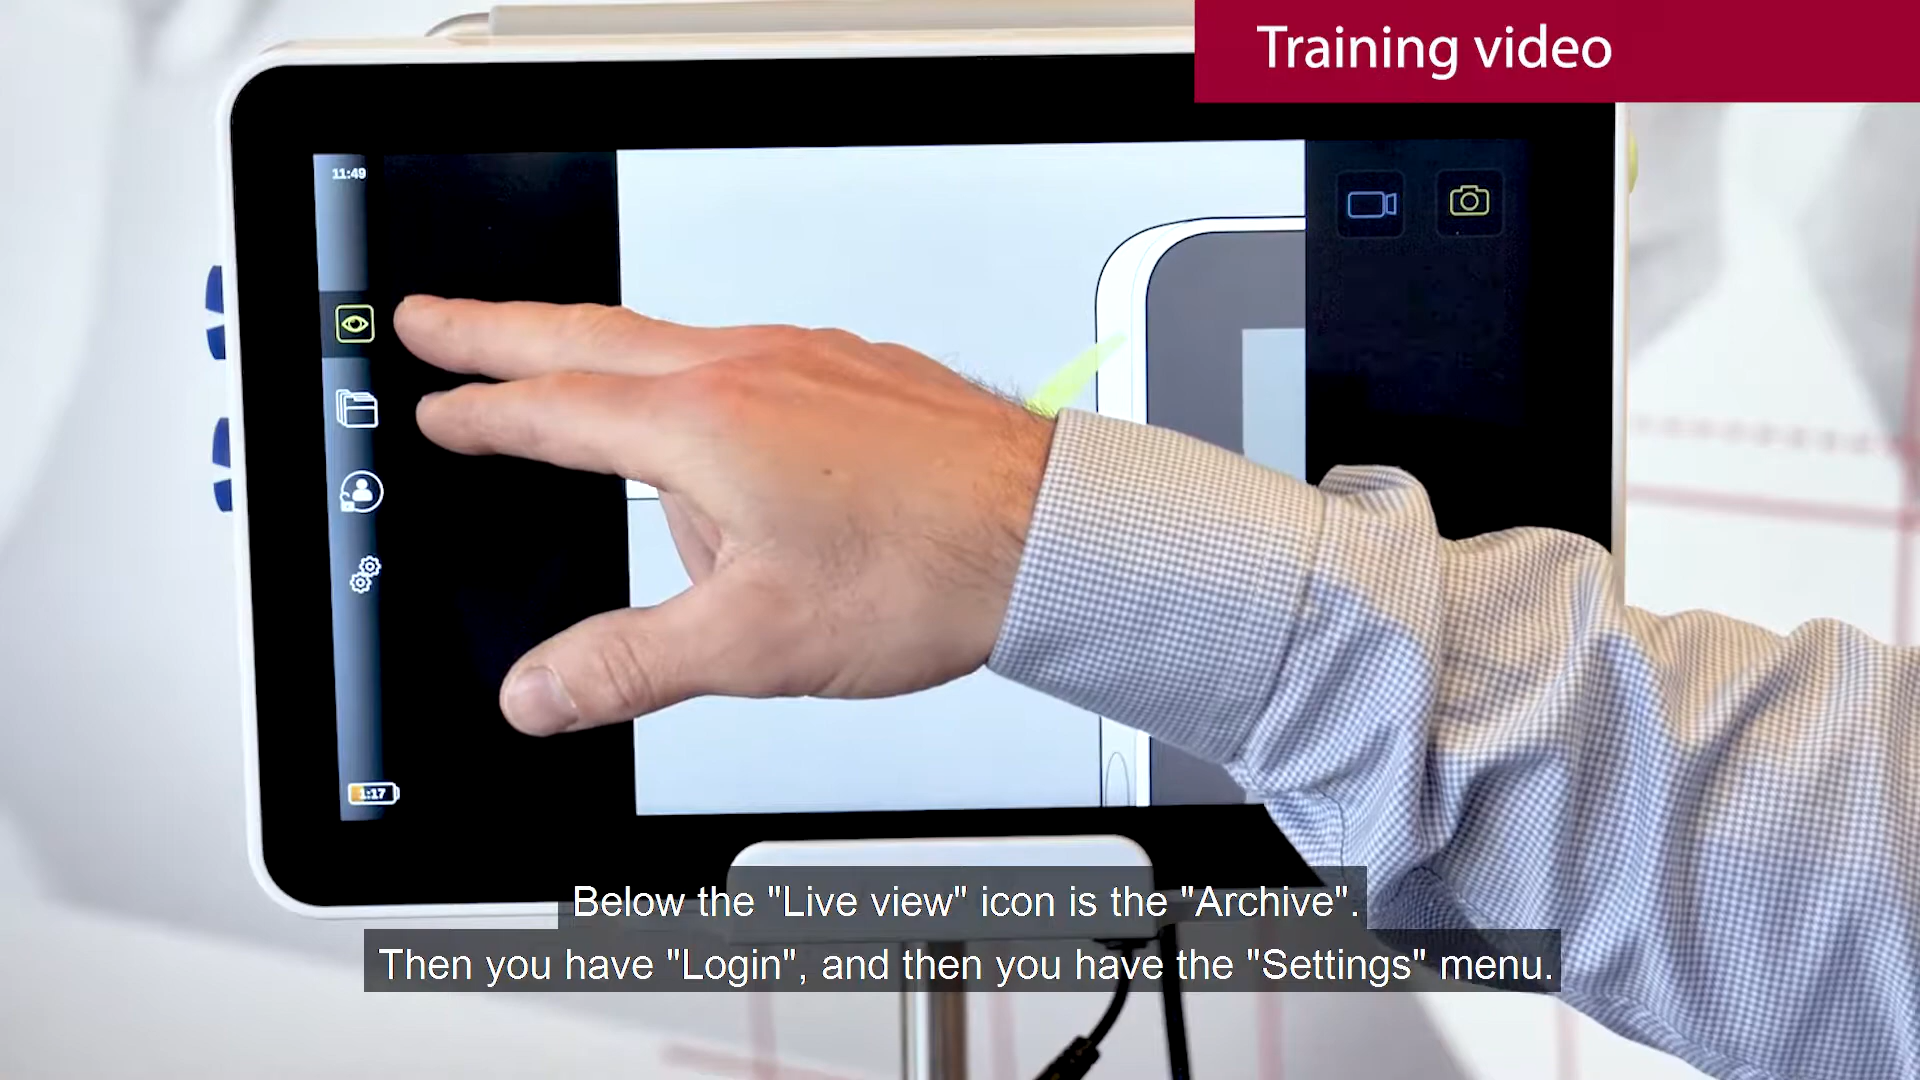 Training video
11:49
1:17
Below the "Live view" icon is the "Archive".
Then you have "Login", and then you have the "Settings" menu.